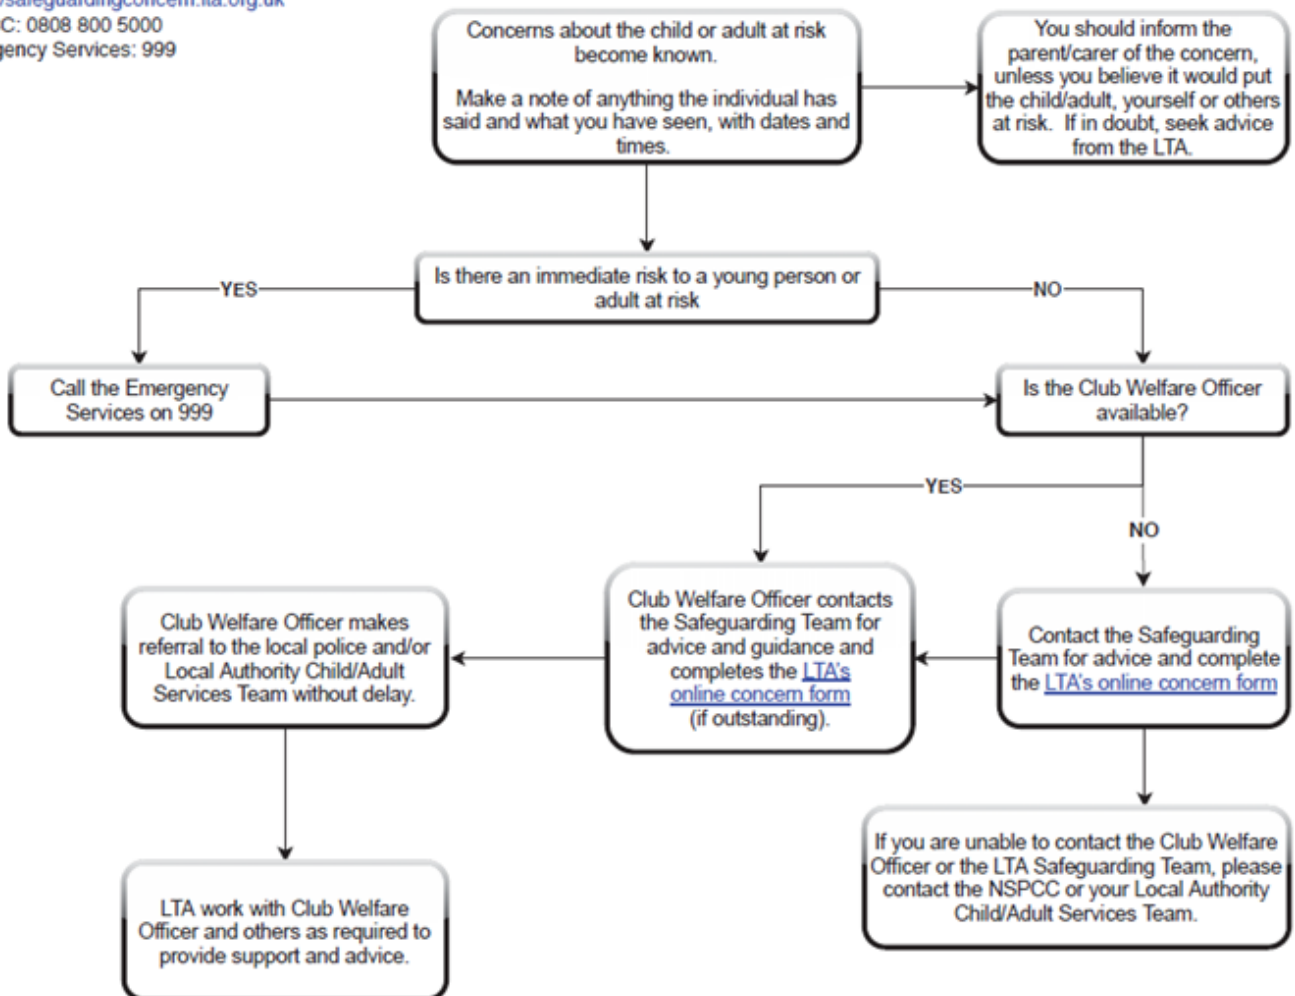 safeguardingconcern.lta.org.uk
C: 0808 800 5000
gency Services: 999
Concerns about the child or adult at risk
become known.
Make a note of anything the individual has
said and what you have seen, with dates and
times.
You should inform the
parent/carer of the concern,
unless you believe it would put
the child/adult, yourself or others
at risk. If in doubt, seek advice
from the LTA.
Is there an immediate risk to a young person or
adult at risk
YES
NO
Call the Emergency
Services on 999
Is the Club Welfare Officer
available?
YES
NO
Club Welfare Officer makes
referral to the local police and/or
Local Authority Child/Adult
Services Team without delay.
Club Welfare Officer contacts
the Safeguarding Team for
advice and guidance and
completes the LTA's
online concern form
(if outstanding).
Contact the Safeguarding
Team for advice and complete
the LTA's online concern form
LTA work with Club Welfare
Officer and others as required to
provide support and advice.
If you are unable to contact the Club Welfare
Officer or the LTA Safeguarding Team, please
contact the NSPCC or your Local Authority
Child/Adult Services Team.